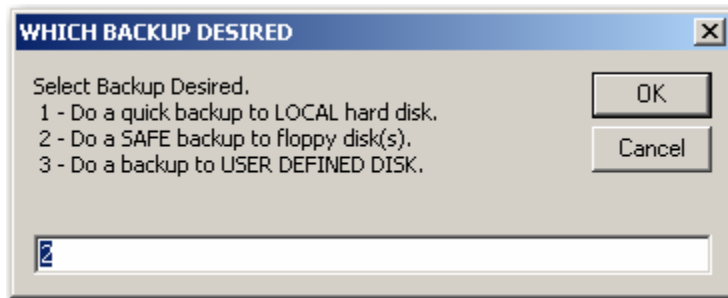 WHICH BACKUP DESIRED
Select Backup Desired.
1 - Do a quick backup to LOCAL hard disk.
2 - Do a SAFE backup to floppy disk(s).
3 - Do a backup to USER DEFINED DISK.
OK
Cancel
2